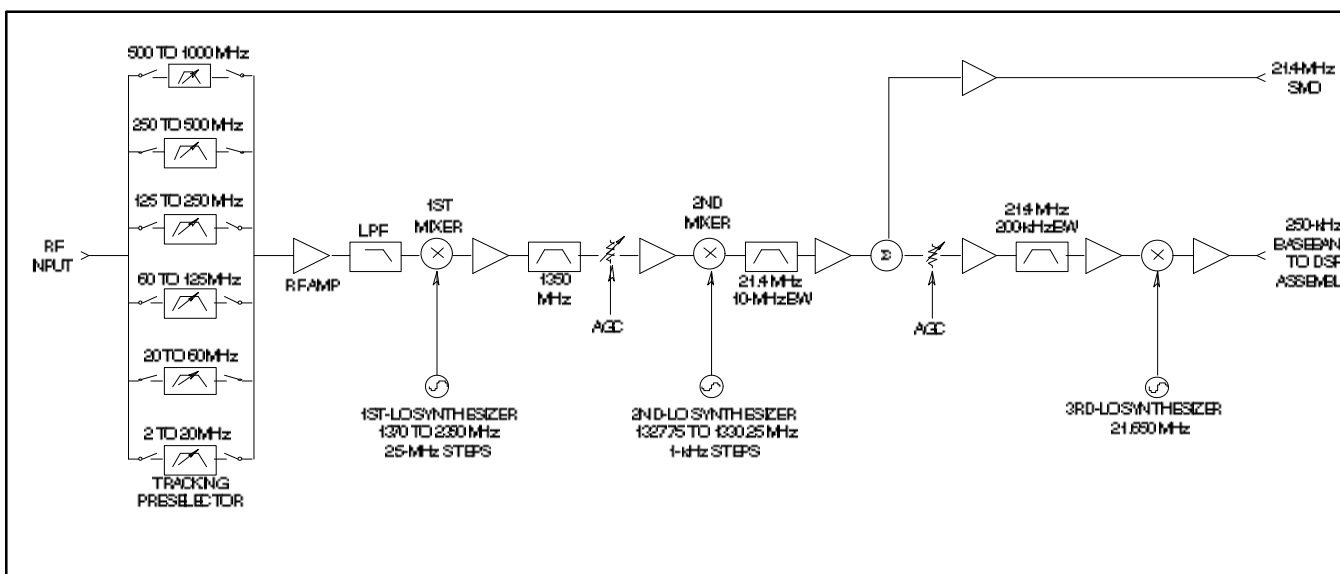 500 TO 1000 MHz
250 TO 500 MHz
125 TO 250 MHz
60 TO 125 MHz
20 TO 60 MHz
2 TO 20 MHz
TRACKING
PRESELECTOR
RF
INPUT
RF AMP
LPF
1ST
MIXER
1350
MHz
AGC
2ND
MIXER
21.4 MHz
10-MHz BW
Σ
AGC
21.4 MHz
200-kHz BW
21.4-MHz
SMO
250-kHz
BASEBAN
TO DSP
ASSEMBL
1ST-LO SYNTHESIZER
1370 TO 2350 MHz
2.5-MHz STEPS
2ND-LO SYNTHESIZER
1327.75 TO 1330.25 MHz
1-kHz STEPS
3RD-LO SYNTHESIZER
21.650 MHz